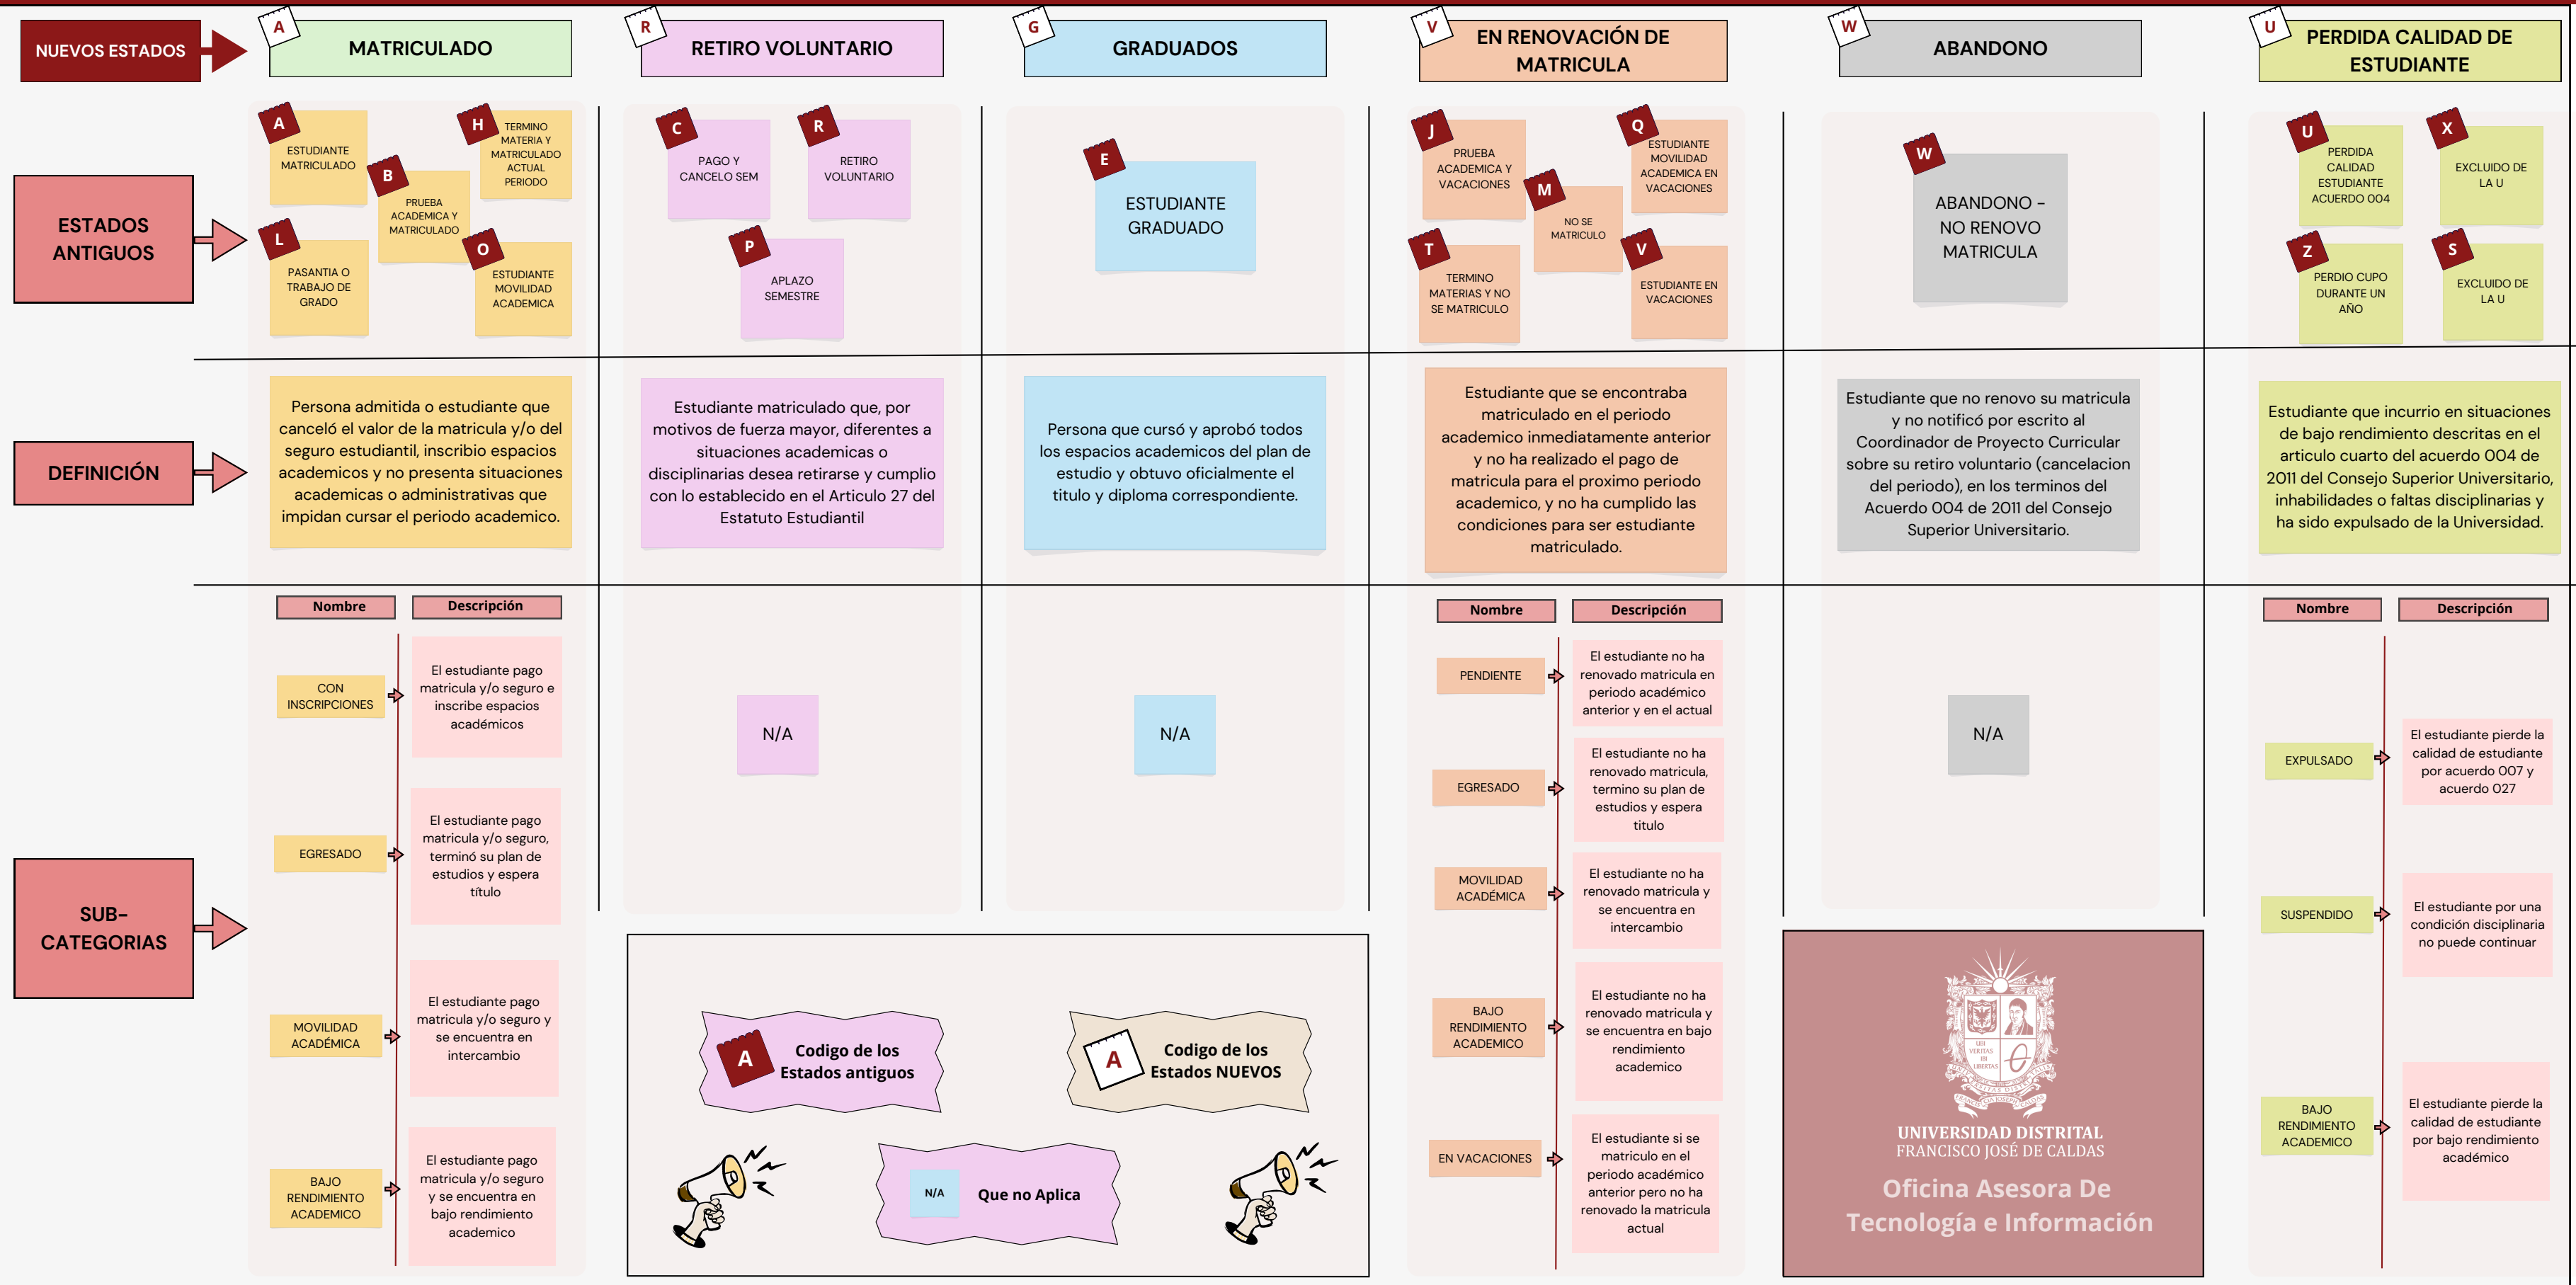 NUEVOS ESTADOS
A
MATRICULADO
R
RETIRO VOLUNTARIO
G
GRADUADOS
V
EN RENOVACIÓN DE
MATRICULA
W
ABANDONO
U
PERDIDA CALIDAD DE
ESTUDIANTE
ESTADOS
ANTIGUOS
A
ESTUDIANTE
MATRICULADO
H
TERMINO
MATERIA Y
MATRICULADO
ACTUAL
PERIODO
B
PRUEBA
ACADEMICA Y
MATRICULADO
L
PASANTIA O
TRABAJO DE
GRADO
O
ESTUDIANTE
MOVILIDAD
ACADEMICA
C
PAGO Y
CANCELO SEM
R
RETIRO
VOLUNTARIO
P
APLAZO
SEMESTRE
E
ESTUDIANTE
GRADUADO
J
PRUEBA
ACADEMICA Y
VACACIONES
Q
ESTUDIANTE
MOVILIDAD
ACADEMICA EN
VACACIONES
M
NO SE
MATRICULO
T
TERMINO
MATERIAS Y NO
SE MATRICULO
V
ESTUDIANTE EN
VACACIONES
W
ABANDONO -
NO RENOVO
MATRICULA
U
PERDIDA
CALIDAD
ESTUDIANTE
ACUERDO 004
X
EXCLUIDO DE
LA U
Z
PERDIO CUPO
DURANTE UN
AÑO
S
EXCLUIDO DE
LA U
DEFINICIÓN
Persona admitida o estudiante que
canceló el valor de la matricula y/o del
seguro estudiantil, inscribio espacios
academicos y no presenta situaciones
academicas o administrativas que
impidan cursar el periodo academico.
Estudiante matriculado que, por
motivos de fuerza mayor, diferentes a
situaciones academicas o
disciplinarias desea retirarse y cumplio
con lo establecido en el Articulo 27 del
Estatuto Estudiantil
Persona que cursó y aprobó todos
los espacios academicos del plan de
estudio y obtuvo oficialmente el
titulo y diploma correspondiente.
Estudiante que se encontraba
matriculado en el periodo
academico inmediatamente anterior
y no ha realizado el pago de
matricula para el proximo periodo
academico, y no ha cumplido las
condiciones para ser estudiante
matriculado.
Estudiante que no renovo su matricula
y no notificó por escrito al
Coordinador de Proyecto Curricular
sobre su retiro voluntario (cancelacion
del periodo), en los terminos del
Acuerdo 004 de 2011 del Consejo
Superior Universitario.
Estudiante que incurrio en situaciones
de bajo rendimiento descritas en el
articulo cuarto del acuerdo 004 de
2011 del Consejo Superior Universitario,
inhabilidades o faltas disciplinarias y
ha sido expulsado de la Universidad.
SUB-
CATEGORIAS
Nombre
Descripción
CON
INSCRIPCIONES
El estudiante pago
matricula y/o seguro e
inscribe espacios
académicos
EGRESADO
El estudiante pago
matricula y/o seguro,
terminó su plan de
estudios y espera
título
MOVILIDAD
ACADÉMICA
El estudiante pago
matricula y/o seguro y
se encuentra en
intercambio
BAJO
RENDIMIENTO
ACADEMICO
El estudiante pago
matricula y/o seguro
y se encuentra en
bajo rendimiento
academico
N/A
N/A
Nombre
Descripción
PENDIENTE
El estudiante no ha
renovado matricula en
periodo académico
anterior y en el actual
EGRESADO
El estudiante no ha
renovado matricula,
termino su plan de
estudios y espera
titulo
MOVILIDAD
ACADÉMICA
El estudiante no ha
renovado matricula y
se encuentra en
intercambio
BAJO
RENDIMIENTO
ACADEMICO
El estudiante no ha
renovado matricula y
se encuentra en bajo
rendimiento
academico
EN VACACIONES
El estudiante si se
matriculo en el
periodo académico
anterior pero no ha
renovado la matricula
actual
N/A
Nombre
Descripción
EXPULSADO
El estudiante pierde la
calidad de estudiante
por acuerdo 007 y
acuerdo 027
SUSPENDIDO
El estudiante por una
condición disciplinaria
no puede continuar
BAJO
RENDIMIENTO
ACADEMICO
El estudiante pierde la
calidad de estudiante
por bajo rendimiento
académico
A
Codigo de los
Estados antiguos
A
Codigo de los
Estados NUEVOS
N/A
Que no Aplica
VERITAS
LIBERTAS
UNIVERSIDAD DISTRITAL
FRANCISCO JOSÉ DE CALDAS
Oficina Asesora De
Tecnología e Información